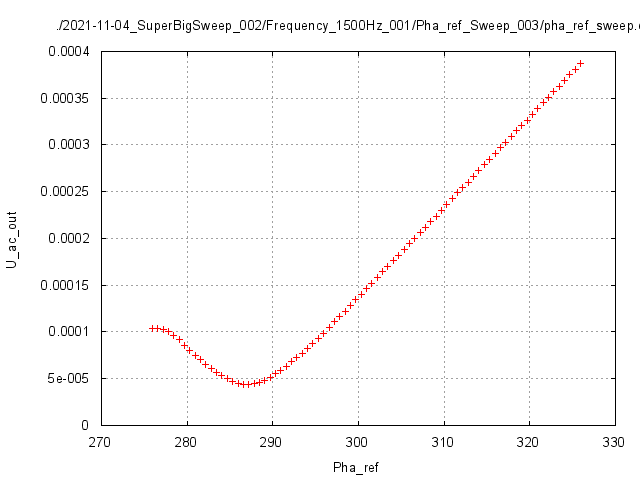 ./2021-11-04_SuperBigSweep_002/Frequency_1500Hz_001/Pha_ref_Sweep_003/pha_ref_sweep.
0.0004
0.00035
0.0003
0.00025
0.0002
0.00015
0.0001
5e-005
0
U_ac_out
270 280 290 300 310 320 330
Pha_ref